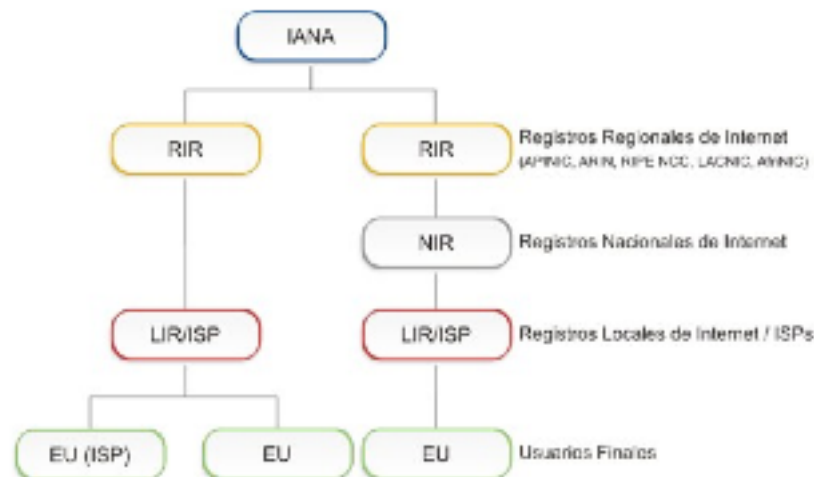 IANA
RIR
RIR
Registros Regionales de Internet
(APNIC, ARIN, RIPE NCC, LACNIC, AfriNIC)
NIR
Registros Nacionales de Internet
LIR/ISP
LIR/ISP
Registros Locales de Internet / ISPs
EU (ISP)
EU
EU
Usuarios Finales